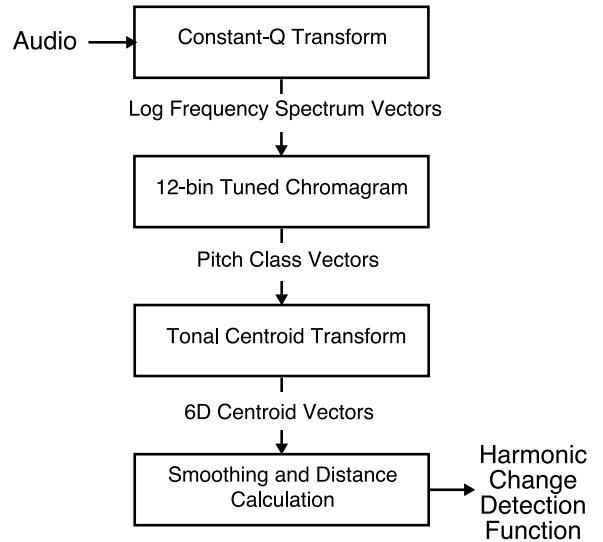 Audio
Constant-Q Transform
Log Frequency Spectrum Vectors
12-bin Tuned Chromagram
Pitch Class Vectors
Tonal Centroid Transform
6D Centroid Vectors
Smoothing and Distance
Calculation
Harmonic
Change
Detection
Function